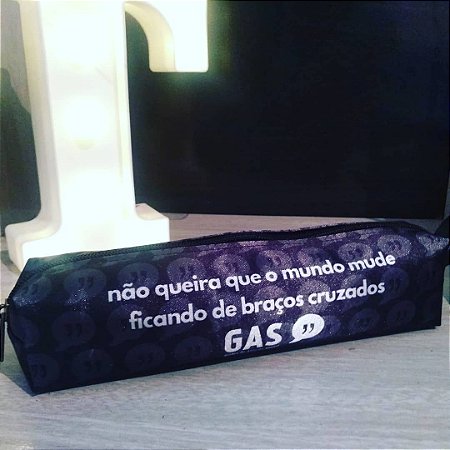 não queira que o mundo mude
ficando de braços cruzados
GAS ”